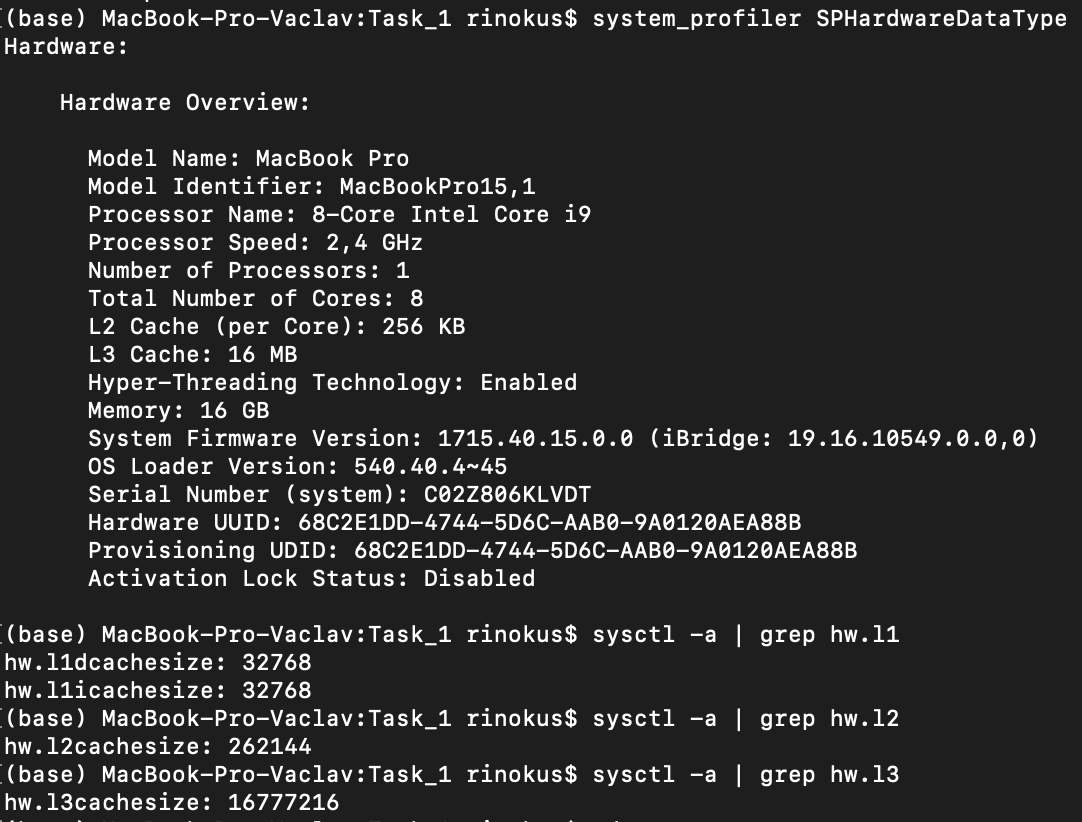 (base) MacBook-Pro-Vaclav:Task_1 rinokus$ system_profiler SPHardwareDataType
Hardware:
Hardware Overview:
Model Name: MacBook Pro
Model Identifier: MacBookPro15,1
Processor Name: 8-Core Intel Core i9
Processor Speed: 2,4 GHz
Number of Processors: 1
Total Number of Cores: 8
L2 Cache (per Core): 256 KB
L3 Cache: 16 MB
Hyper-Threading Technology: Enabled
Memory: 16 GB
System Firmware Version: 1715.40.15.0.0 (iBridge: 19.16.10549.0.0,0)
OS Loader Version: 540.40.4~45
Serial Number (system): C02Z806KLVDT
Hardware UUID: 68C2E1DD-4744-5D6C-AAB0-9A0120AEA88B
Provisioning UDID: 68C2E1DD-4744-5D6C-AAB0-9A0120AEA88B
Activation Lock Status: Disabled
(base) MacBook-Pro-Vaclav:Task_1 rinokus$ sysctl -a | grep hw.l1
hw.l1dcachesize: 32768
hw.l1icachesize: 32768
(base) MacBook-Pro-Vaclav:Task_1 rinokus$ sysctl -a | grep hw.l2
hw.l2cachesize: 262144
(base) MacBook-Pro-Vaclav:Task_1 rinokus$ sysctl -a | grep hw.l3
hw.l3cachesize: 16777216